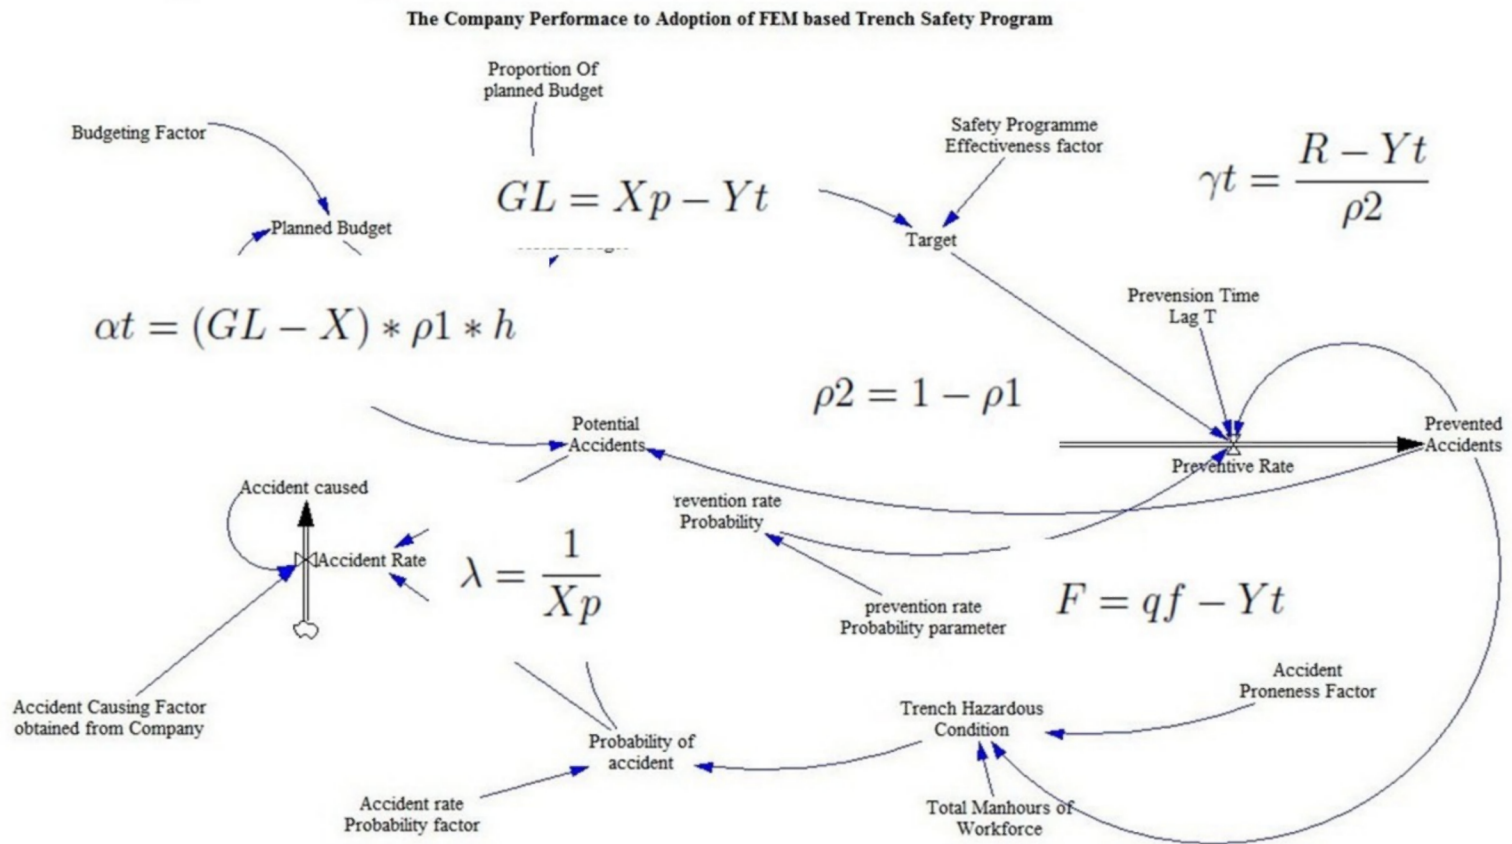 The Company Performace to Adoption of FEM based Trench Safety Program
Proportion Of
planned Budget
Budgeting Factor
Safety Programme
Effectiveness factor
GL = Xp − Yt
γt = (R − Yt) / ρ2
Planned Budget
Target
Prevension Time
Lag T
αt = (GL − X) * ρ1 * h
ρ2 = 1 − ρ1
Potential
Accidents
Prevented
Accidents
Preventive Rate
Accident caused
revention rate
Probability
Accident Rate
λ = 1 / Xp
prevention rate
Probability parameter
F = qf − Yt
Accident
Proneness Factor
Accident Causing Factor
obtained from Company
Trench Hazardous
Condition
Probability of
accident
Accident rate
Probability factor
Total Manhours of
Workforce